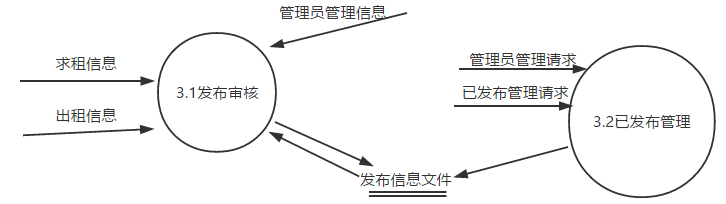 管理员管理信息
求租信息
3.1发布审核
出租信息
管理员管理请求
已发布管理请求
3.2已发布管理
发布信息文件